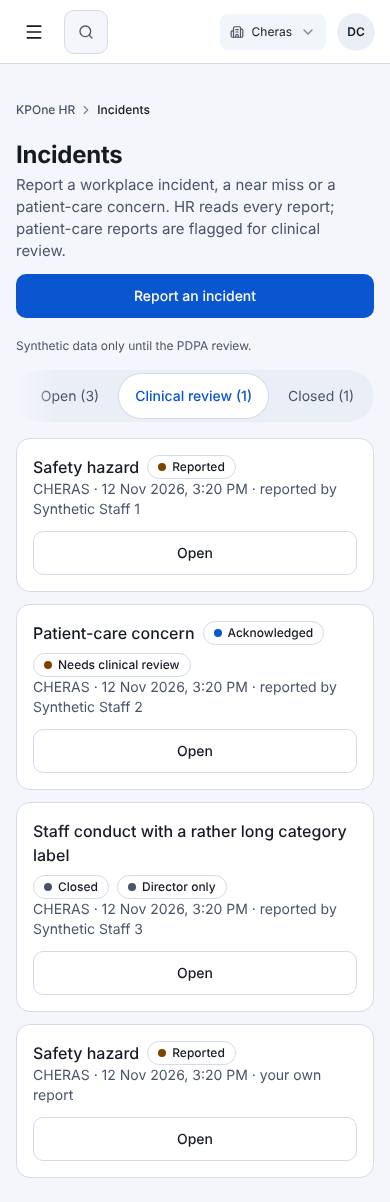 Cheras
DC
KPOne HR > Incidents
Incidents
Report a workplace incident, a near miss or a
patient-care concern. HR reads every report;
patient-care reports are flagged for clinical
review.
Report an incident
Synthetic data only until the PDPA review.
Open (3) Clinical review (1) Closed (1)
Safety hazard Reported
CHERAS · 12 Nov 2026, 3:20 PM · reported by
Synthetic Staff 1
Open
Patient-care concern Acknowledged
Needs clinical review
CHERAS · 12 Nov 2026, 3:20 PM · reported by
Synthetic Staff 2
Open
Staff conduct with a rather long category
label
Closed Director only
CHERAS · 12 Nov 2026, 3:20 PM · reported by
Synthetic Staff 3
Open
Safety hazard Reported
CHERAS · 12 Nov 2026, 3:20 PM · your own
report
Open